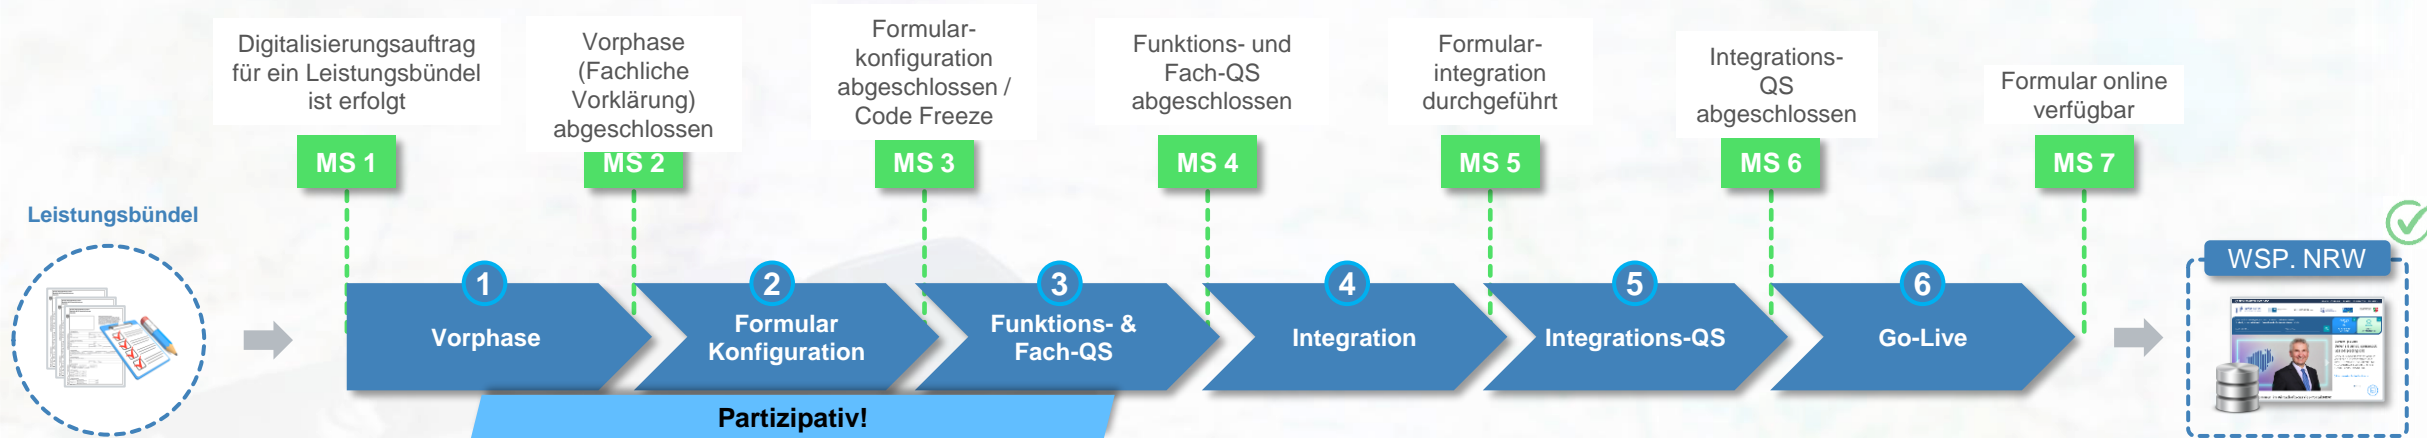 Digitalisierungsauftrag
für ein Leistungsbündel
ist erfolgt
Vorphase
(Fachliche
Vorklärung)
abgeschlossen
Formular-
konfiguration
abgeschlossen /
Code Freeze
Funktions- und
Fach-QS
abgeschlossen
Formular-
integration
durchgeführt
Integrations-
QS
abgeschlossen
Formular online
verfügbar
MS 1
MS 2
MS 3
MS 4
MS 5
MS 6
MS 7
Leistungsbündel
WSP. NRW
1
Vorphase
2
Formular
Konfiguration
3
Funktions- &
Fach-QS
4
Integration
5
Integrations-QS
6
Go-Live
Partizipativ!